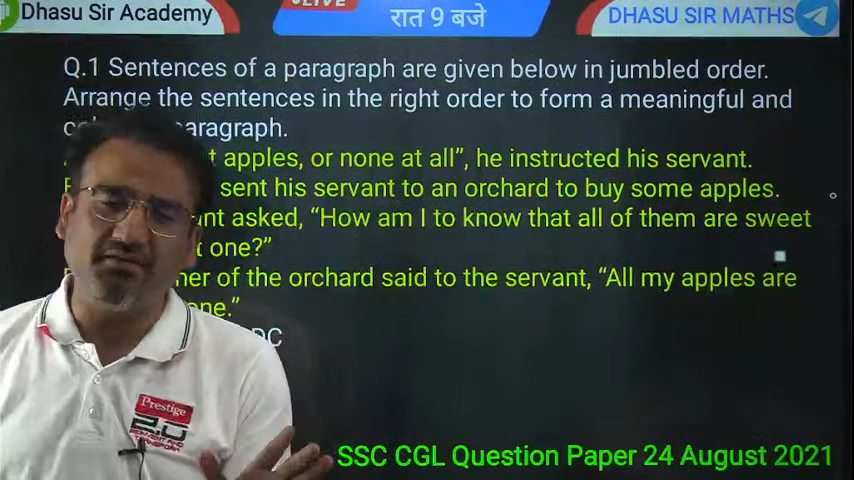 Dhasu Sir Academy
LIVE
रात 9 बजे
DHASU SIR MATHS
Q.1 Sentences of a paragraph are given below in jumbled order.
Arrange the sentences in the right order to form a meaningful and
paragraph.
apples, or none at all”, he instructed his servant.
sent his servant to an orchard to buy some apples.
asked, “How am I to know that all of them are sweet
one?”
of the orchard said to the servant, “All my apples are
one.”
DC
Prestige
2.0
SSC CGL Question Paper 24 August 2021